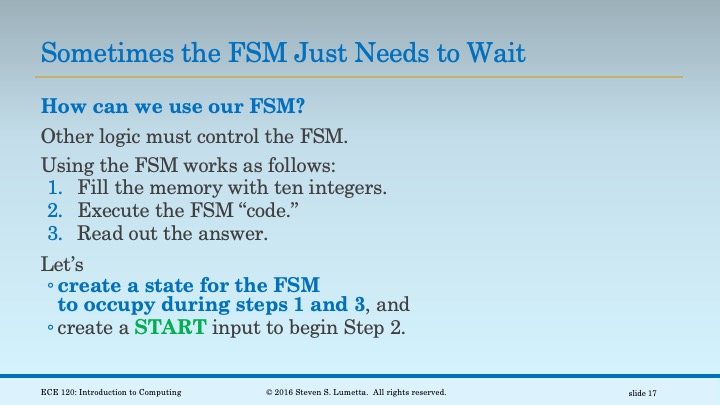 Sometimes the FSM Just Needs to Wait
How can we use our FSM?
Other logic must control the FSM.
Using the FSM works as follows:
1. Fill the memory with ten integers.
2. Execute the FSM “code.”
3. Read out the answer.
Let’s
◦ create a state for the FSM
to occupy during steps 1 and 3, and
◦ create a START input to begin Step 2.
ECE 120: Introduction to Computing © 2016 Steven S. Lumetta. All rights reserved. slide 17